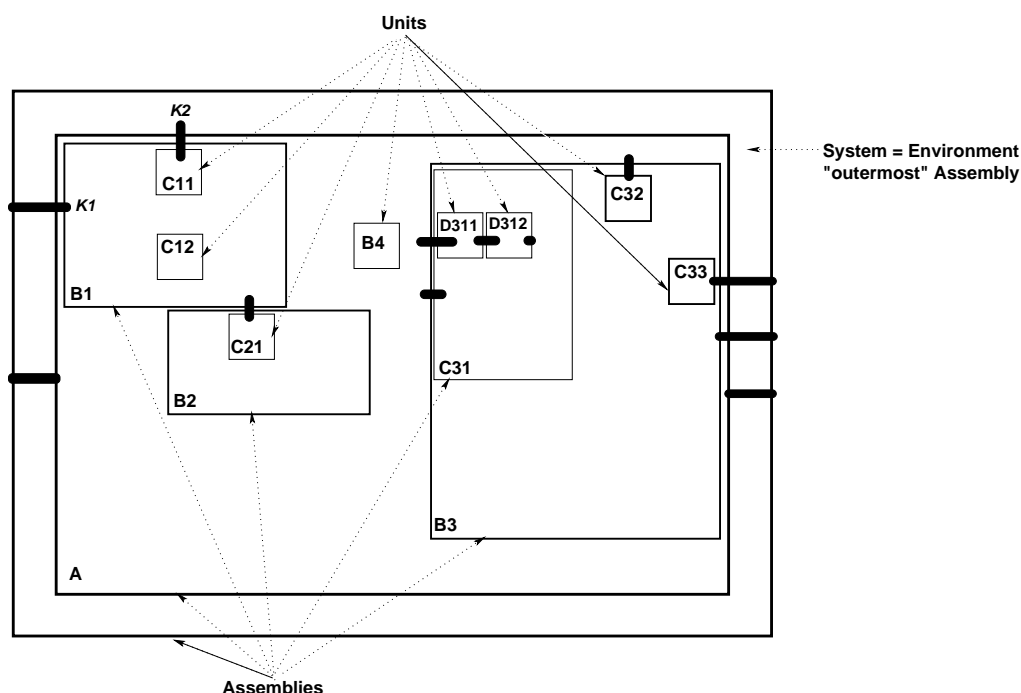 Units
K2
System = Environment
"outermost" Assembly
C11
C32
K1
D311
D312
C12
B4
C33
B1
C21
C31
B2
B3
A
Assemblies